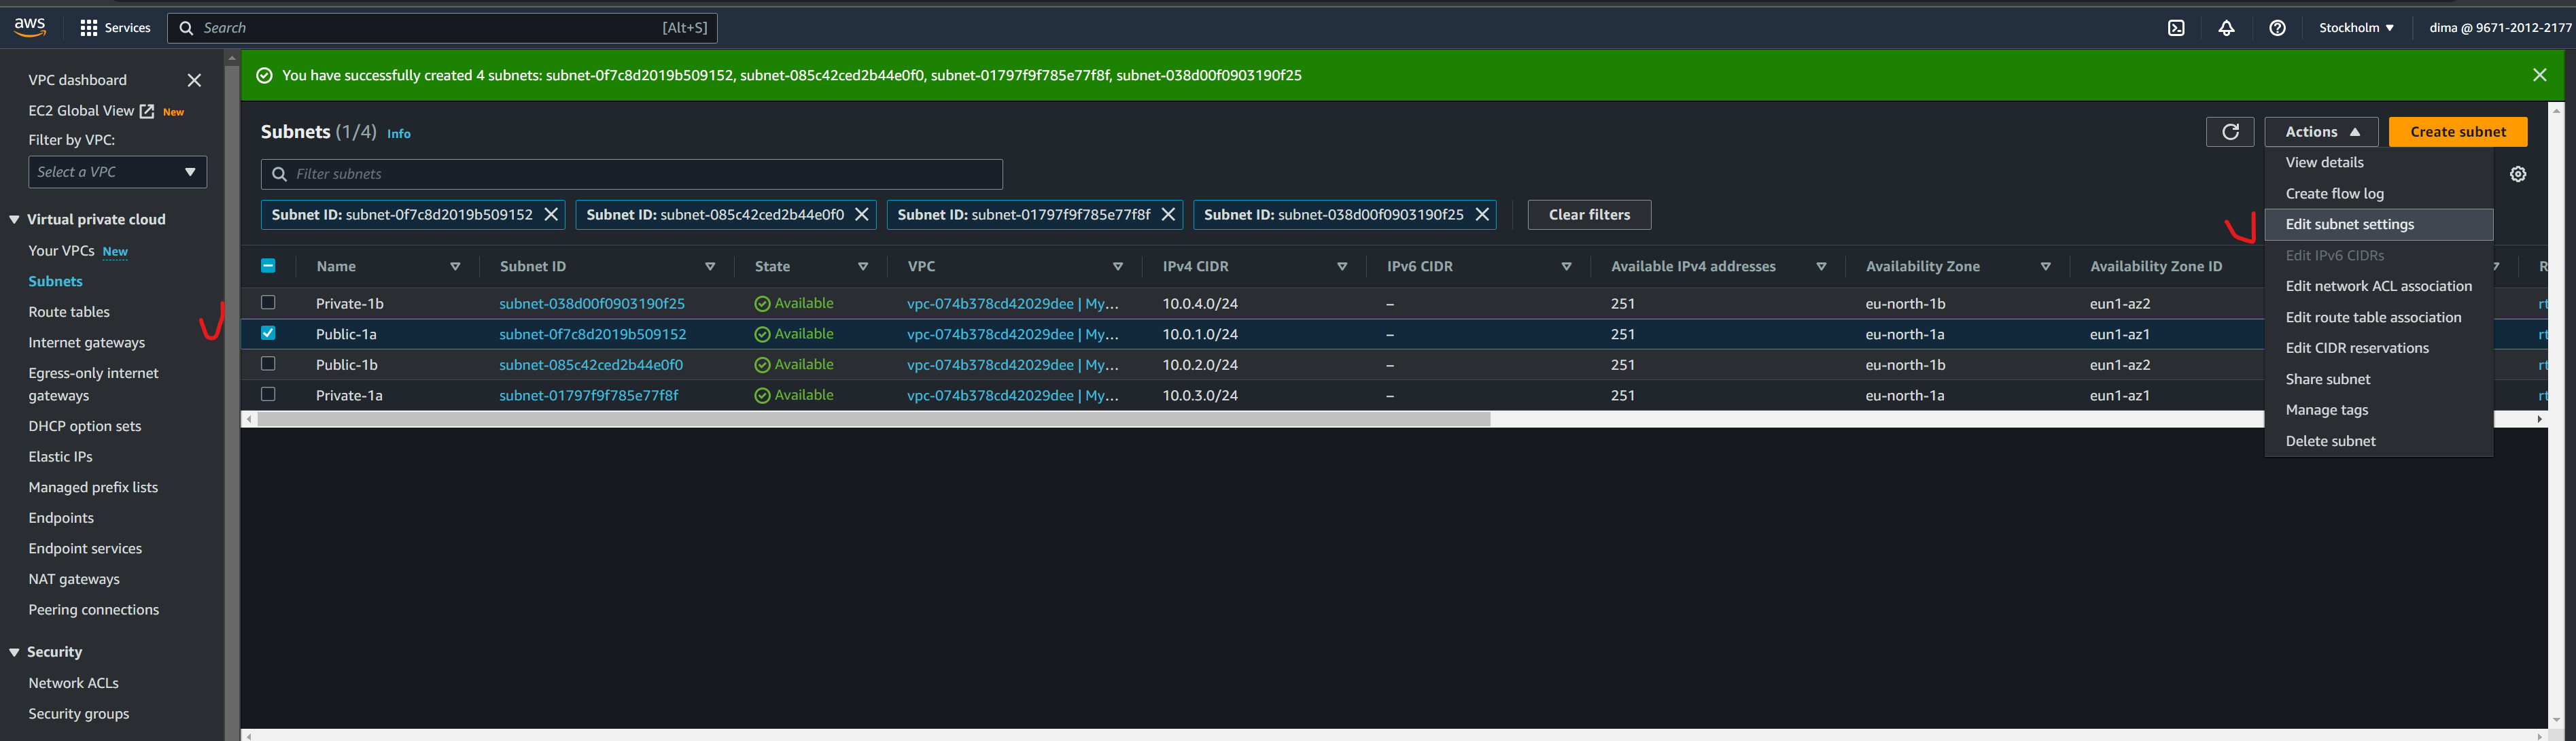 aws Services Search [Alt+S] Stockholm dima @ 9671-2012-2177
VPC dashboard
EC2 Global View New
Filter by VPC:
Select a VPC
Virtual private cloud
Your VPCs New
Subnets
Route tables
Internet gateways
Egress-only internet
gateways
DHCP option sets
Elastic IPs
Managed prefix lists
Endpoints
Endpoint services
NAT gateways
Peering connections
Security
Network ACLs
Security groups
You have successfully created 4 subnets: subnet-0f7c8d2019b509152, subnet-085c42ced2b44e0f0, subnet-01797f9f785e77f8f, subnet-038d00f0903190f25
Subnets (1/4) Info
Actions Create subnet
Filter subnets
Subnet ID: subnet-0f7c8d2019b509152 Subnet ID: subnet-085c42ced2b44e0f0 Subnet ID: subnet-01797f9f785e77f8f Subnet ID: subnet-038d00f0903190f25 Clear filters
Name Subnet ID State VPC IPv4 CIDR IPv6 CIDR Available IPv4 addresses Availability Zone Availability Zone ID R
Private-1b subnet-038d00f0903190f25 Available vpc-074b378cd42029dee | My... 10.0.4.0/24 – 251 eu-north-1b eun1-az2 rt
Public-1a subnet-0f7c8d2019b509152 Available vpc-074b378cd42029dee | My... 10.0.1.0/24 – 251 eu-north-1a eun1-az1 rt
Public-1b subnet-085c42ced2b44e0f0 Available vpc-074b378cd42029dee | My... 10.0.2.0/24 – 251 eu-north-1b eun1-az2 rt
Private-1a subnet-01797f9f785e77f8f Available vpc-074b378cd42029dee | My... 10.0.3.0/24 – 251 eu-north-1a eun1-az1 rt
View details
Create flow log
Edit subnet settings
Edit IPv6 CIDRs
Edit network ACL association
Edit route table association
Edit CIDR reservations
Share subnet
Manage tags
Delete subnet